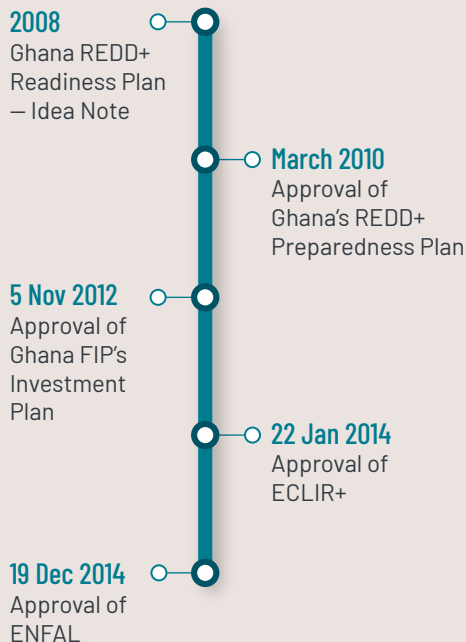 2008
Ghana REDD+
Readiness Plan
— Idea Note
March 2010
Approval of
Ghana’s REDD+
Preparedness Plan
5 Nov 2012
Approval of
Ghana FIP’s
Investment
Plan
22 Jan 2014
Approval of
ECLIR+
19 Dec 2014
Approval of
ENFAL